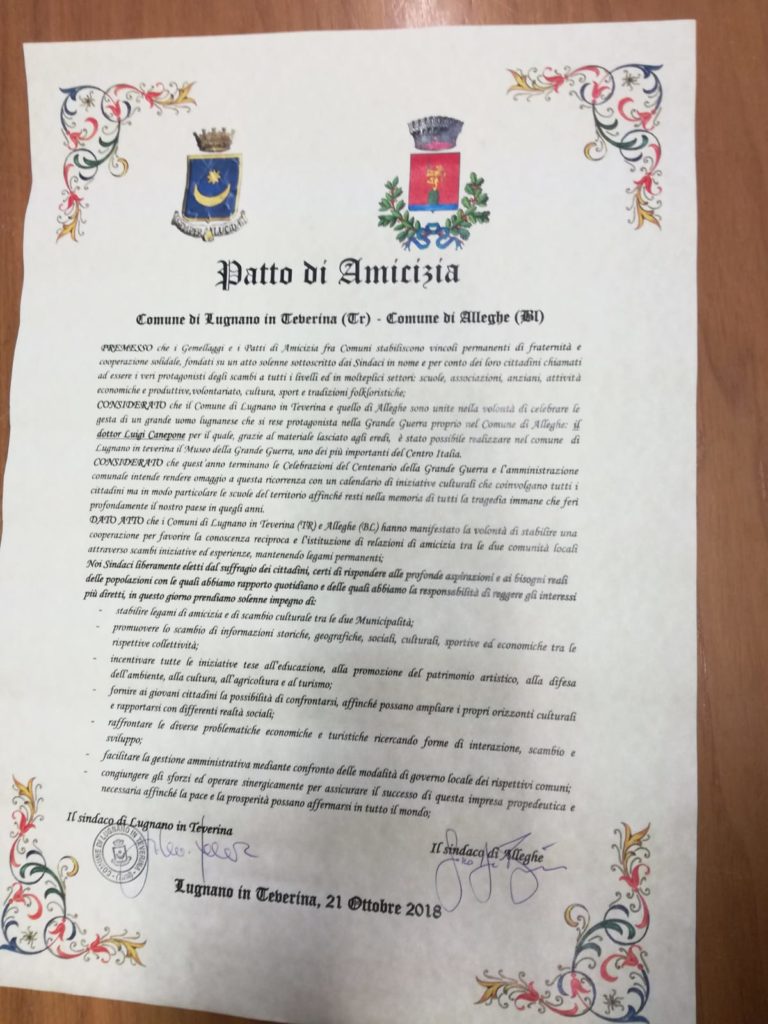 Patto di Amicizia
Comune di Lugnano in Teverina (Tr) - Comune di Alleghe (Bl)
PREMESSO che i Gemellaggi e i Patti di Amicizia fra Comuni stabiliscono vincoli permanenti di fraternità e
cooperazione solidale, fondati su un atto solenne sottoscritto dai Sindaci in nome e per conto dei loro cittadini chiamati
ad essere i veri protagonisti degli scambi a tutti i livelli ed in molteplici settori: scuole, associazioni, anziani, attività
economiche e produttive,volontariato, cultura, sport e tradizioni folkloristiche;
CONSIDERATO che il Comune di Lugnano in Teverina e quello di Alleghe sono unite nella volontà di celebrare le
gesta di un grande uomo lugnanese che si rese protagonista nella Grande Guerra proprio nel Comune di Alleghe: il
dottor Luigi Canepone per il quale, grazie al materiale lasciato agli eredi, è stato possibile realizzare nel comune di
Lugnano in teverina il Museo della Grande Guerra, uno dei più importanti del Centro Italia.
CONSIDERATO che quest'anno terminano le Celebrazioni del Centenario della Grande Guerra e l'amministrazione
comunale intende rendere omaggio a questa ricorrenza con un calendario di iniziative culturali che coinvolgano tutti i
cittadini ma in modo particolare le scuole del territorio affinché resti nella memoria di tutti la tragedia immane che ferì
profondamente il nostro paese in quegli anni.
DATO ATTO che i Comuni di Lugnano in Teverina (TR) e Alleghe (BL) hanno manifestato la volontà di stabilire una
cooperazione per favorire la conoscenza reciproca e l'istituzione di relazioni di amicizia tra le due comunità locali
attraverso scambi iniziative ed esperienze, mantenendo legami permanenti;
Noi Sindaci liberamente eletti dal suffragio dei cittadini, certi di rispondere alle profonde aspirazioni e ai bisogni reali
delle popolazioni con le quali abbiamo rapporto quotidiano e delle quali abbiamo la responsabilità di reggere gli interessi
più diretti, in questo giorno prendiamo solenne impegno di:
- stabilire legami di amicizia e di scambio culturale tra le due Municipalità;
- promuovere lo scambio di informazioni storiche, geografiche, sociali, culturali, sportive ed economiche tra le
rispettive collettività;
- incentivare tutte le iniziative tese all'educazione, alla promozione del patrimonio artistico, alla difesa
dell'ambiente, alla cultura, all'agricoltura e al turismo;
- fornire ai giovani cittadini la possibilità di confrontarsi, affinché possano ampliare i propri orizzonti culturali
e rapportarsi con differenti realtà sociali;
- raffrontare le diverse problematiche economiche e turistiche ricercando forme di interazione, scambio e
sviluppo;
- facilitare la gestione amministrativa mediante confronto delle modalità di governo locale dei rispettivi comuni;
- congiungere gli sforzi ed operare sinergicamente per assicurare il successo di questa impresa propedeutica e
necessaria affinché la pace e la prosperità possano affermarsi in tutto il mondo;
Il sindaco di Lugnano in Teverina
Il sindaco di Alleghe
COMUNE DI LUGNANO IN TEVERINA
Lugnano in Teverina, 21 Ottobre 2018